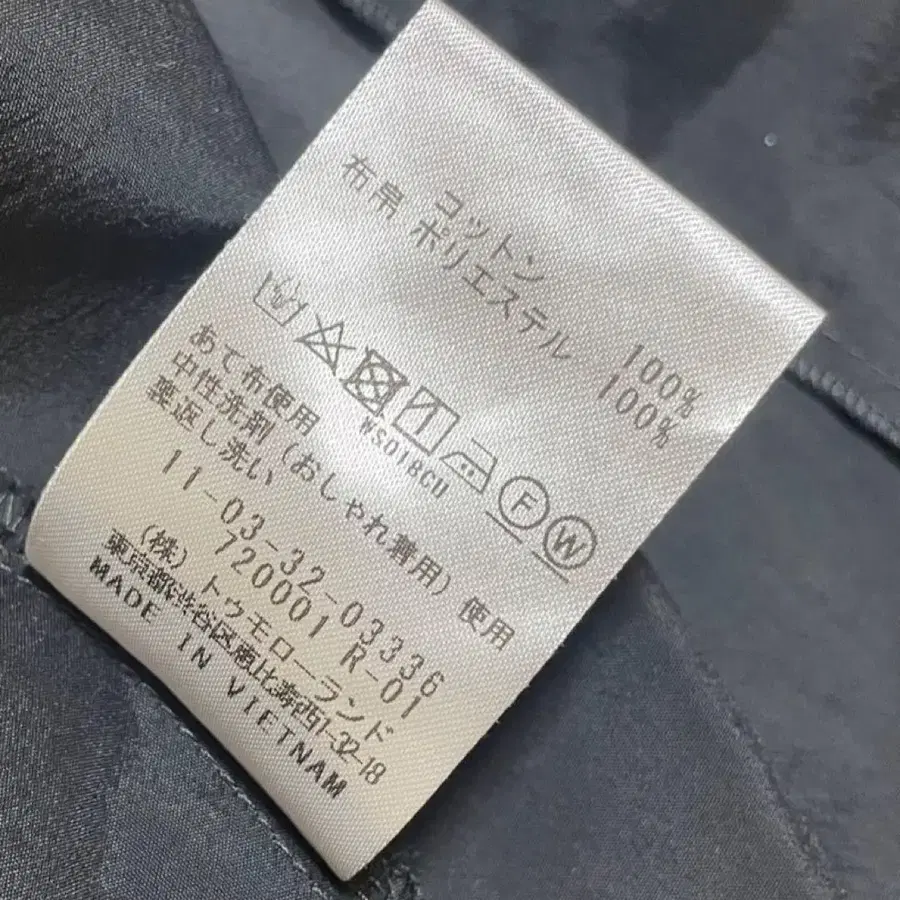 コットン 100%
布帛 ポリエステル 100%
F W
WS018CU
あて布使用
中性洗剤(おしゃれ着用)使用
裏返し洗い
11-03-32-03336
720001 R-01
(株)トゥモローランド
東京都渋谷区恵比寿西1-32-18
MADE IN VIETNAM